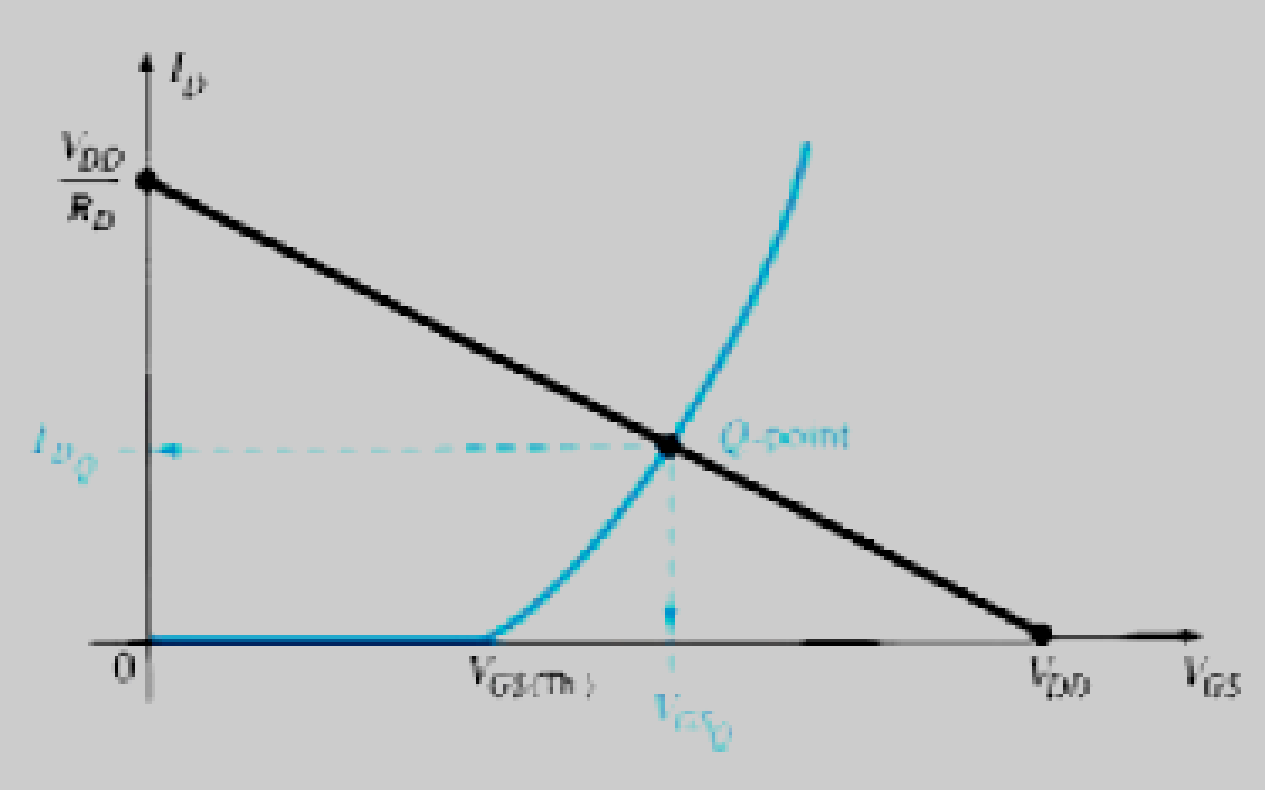 I_D
V_DD
R_D
I_DQ
Q-point
0
V_GS(Th)
V_DD
V_GS
V_GSQ